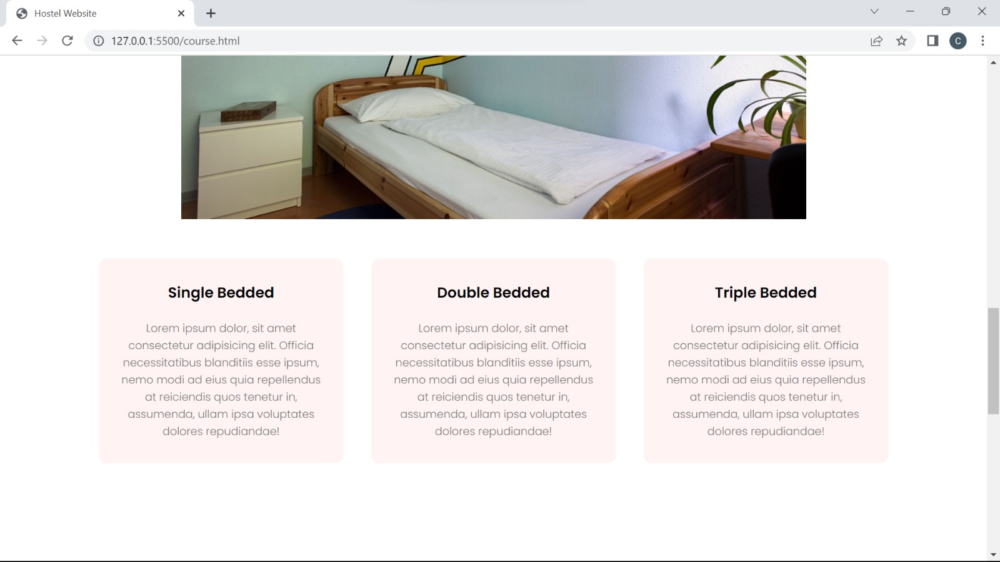 Hostel Website
127.0.0.1:5500/course.html
C
Single Bedded
Lorem ipsum dolor, sit amet
consectetur adipisicing elit. Officia
necessitatibus blanditiis esse ipsum,
nemo modi ad eius quia repellendus
at reiciendis quos tenetur in,
assumenda, ullam ipsa voluptates
dolores repudiandae!
Double Bedded
Lorem ipsum dolor, sit amet
consectetur adipisicing elit. Officia
necessitatibus blanditiis esse ipsum,
nemo modi ad eius quia repellendus
at reiciendis quos tenetur in,
assumenda, ullam ipsa voluptates
dolores repudiandae!
Triple Bedded
Lorem ipsum dolor, sit amet
consectetur adipisicing elit. Officia
necessitatibus blanditiis esse ipsum,
nemo modi ad eius quia repellendus
at reiciendis quos tenetur in,
assumenda, ullam ipsa voluptates
dolores repudiandae!